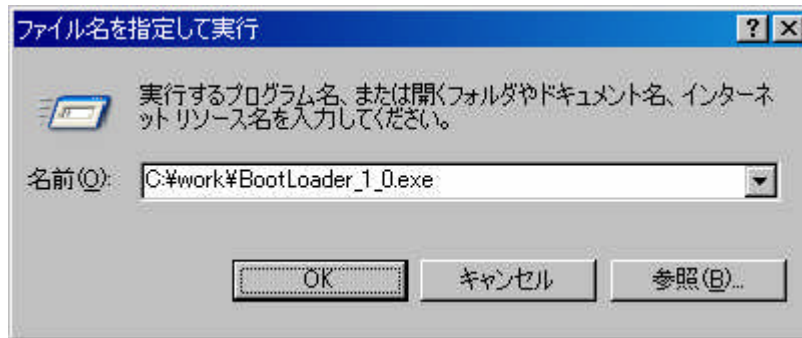 ファイル名を指定して実行
実行するプログラム名、または開くフォルダやドキュメント名、インターネ
ット リソース名を入力してください。
名前(O): C:¥work¥BootLoader_1_0.exe
OK キャンセル 参照(B)...